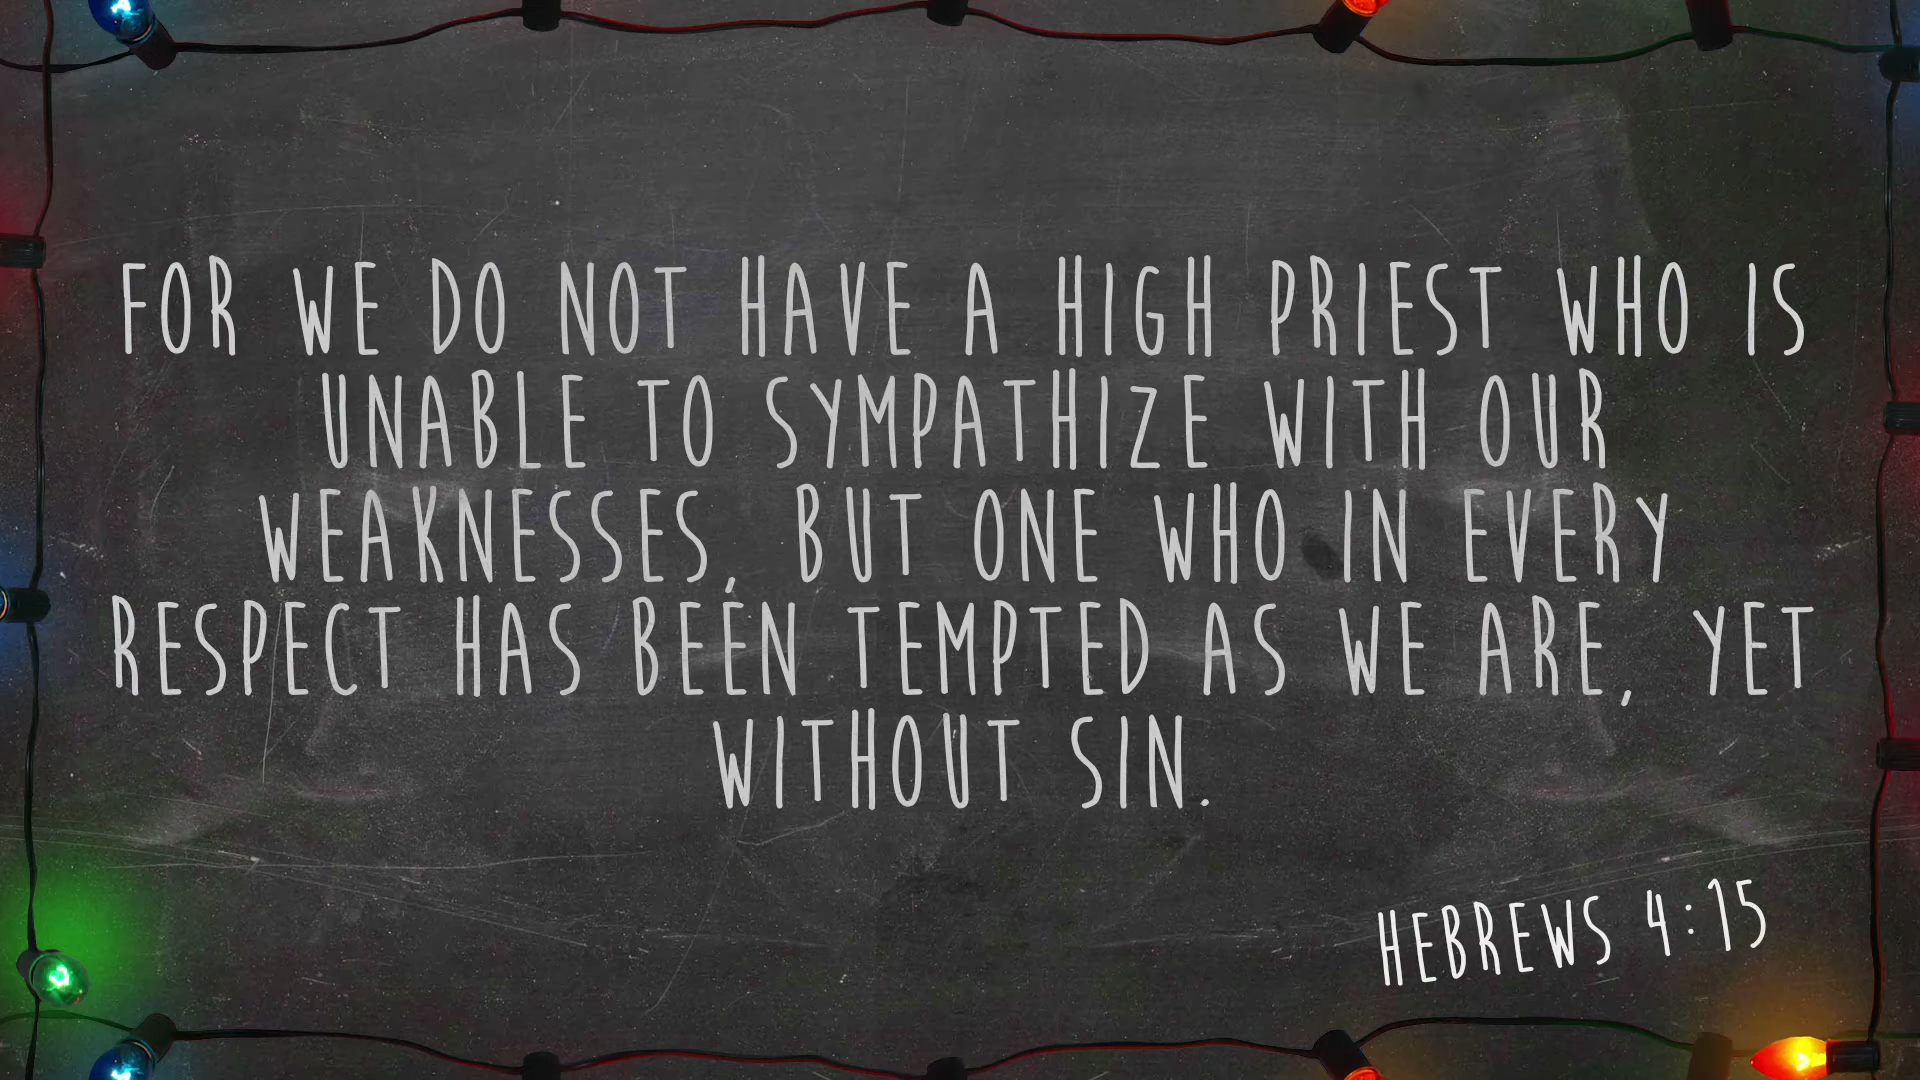 FOR WE DO NOT HAVE A HIGH PRIEST WHO IS
UNABLE TO SYMPATHIZE WITH OUR
WEAKNESSES, BUT ONE WHO IN EVERY
RESPECT HAS BEEN TEMPTED AS WE ARE, YET
WITHOUT SIN.
HEBREWS 4:15